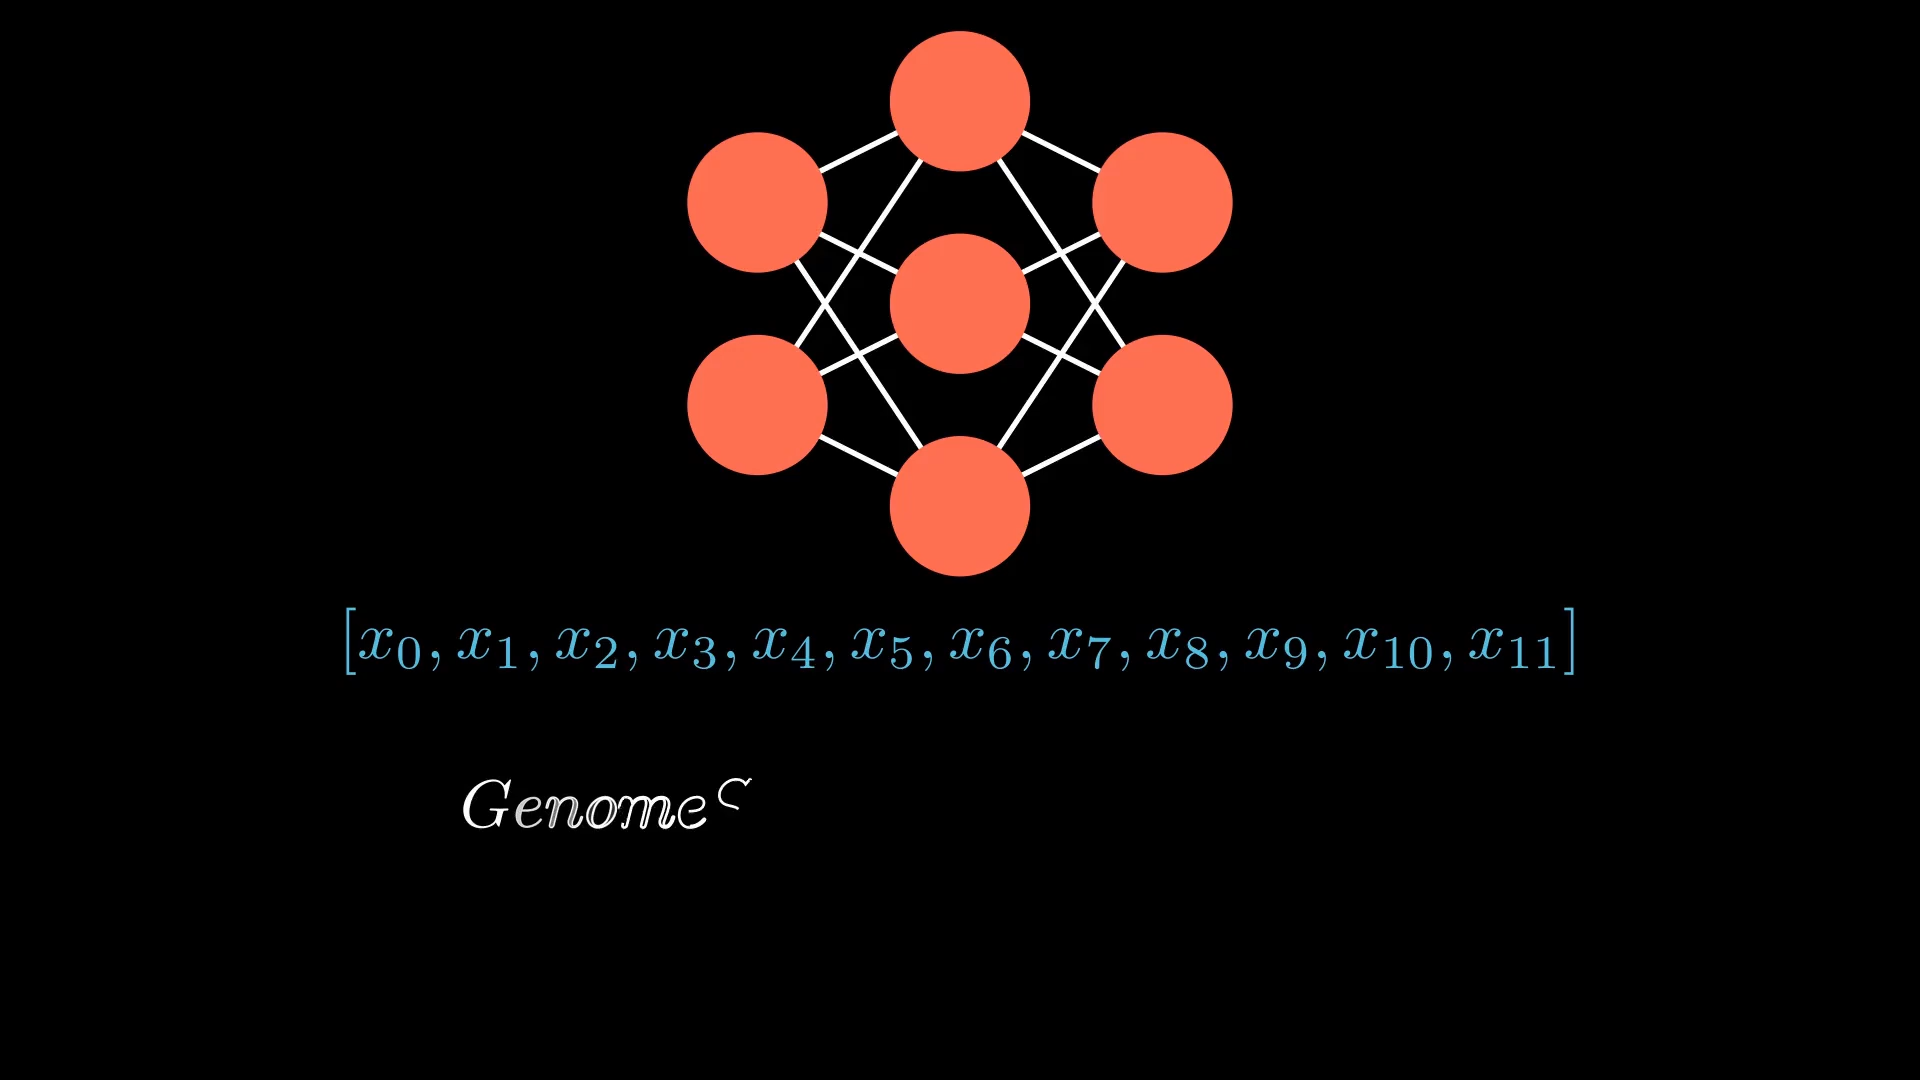 [x₀, x₁, x₂, x₃, x₄, x₅, x₆, x₇, x₈, x₉, x₁₀, x₁₁]
Genome